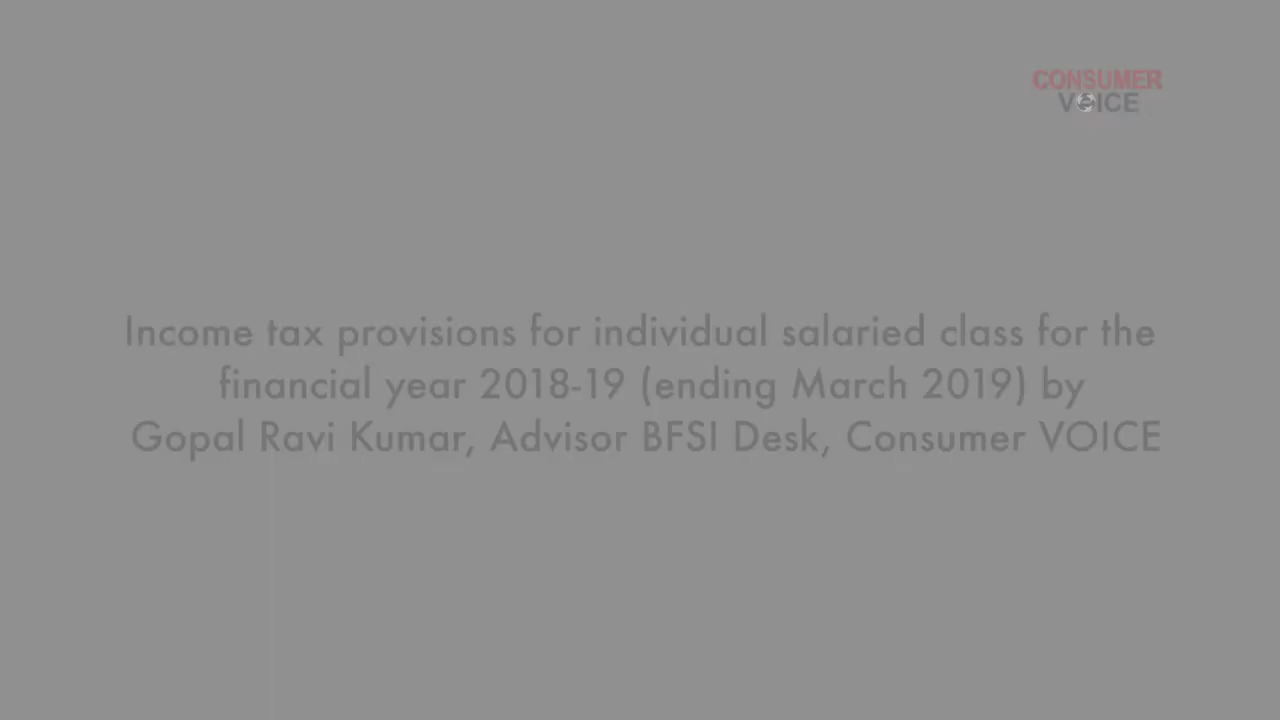 CONSUMER
VOICE
Income tax provisions for individual salaried class for the
financial year 2018-19 (ending March 2019) by
Gopal Ravi Kumar, Advisor BFSI Desk, Consumer VOICE